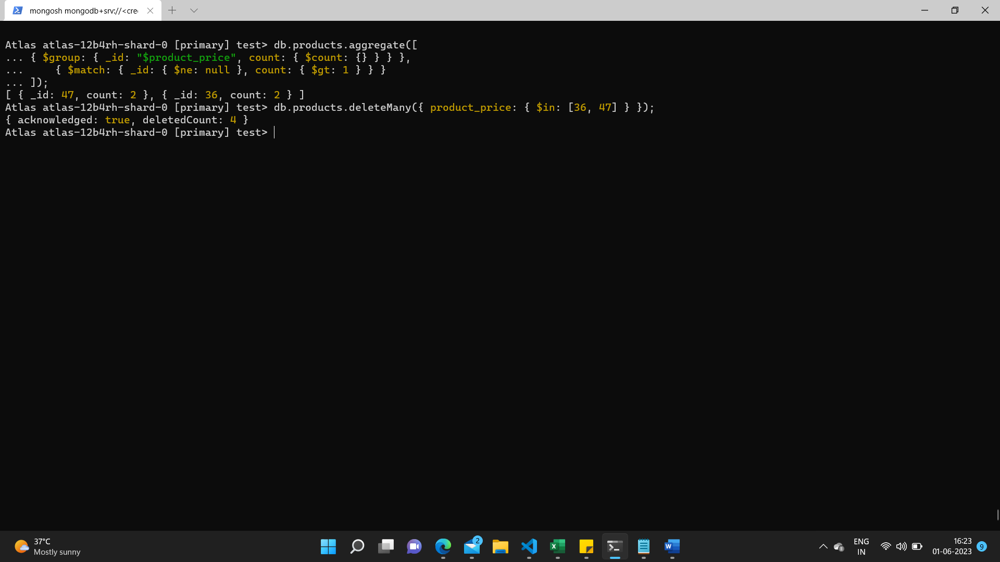 mongosh mongodb+srv://<cre
Atlas atlas-12b4rh-shard-0 [primary] test> db.products.aggregate([
... { $group: { _id: "$product_price", count: { $count: {} } } },
...     { $match: { _id: { $ne: null }, count: { $gt: 1 } } }
... ]);
[ { _id: 47, count: 2 }, { _id: 36, count: 2 } ]
Atlas atlas-12b4rh-shard-0 [primary] test> db.products.deleteMany({ product_price: { $in: [36, 47] } });
{ acknowledged: true, deletedCount: 4 }
Atlas atlas-12b4rh-shard-0 [primary] test>
37°C
Mostly sunny
2
ENG
IN
16:23
01-06-2023
9